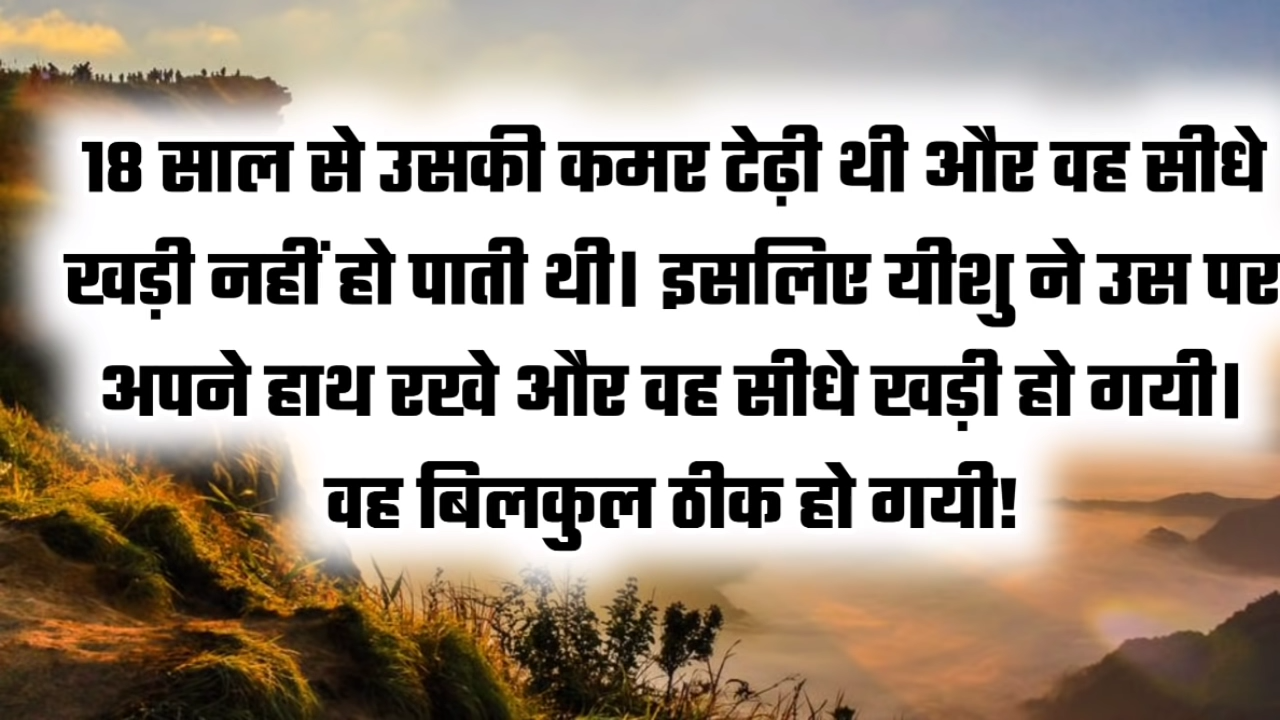 18 साल से उसकी कमर टेढ़ी थी और वह सीधे
खड़ी नहीं हो पाती थी। इसलिए यीशु ने उस पर
अपने हाथ रखे और वह सीधे खड़ी हो गयी।
वह बिलकुल ठीक हो गयी!